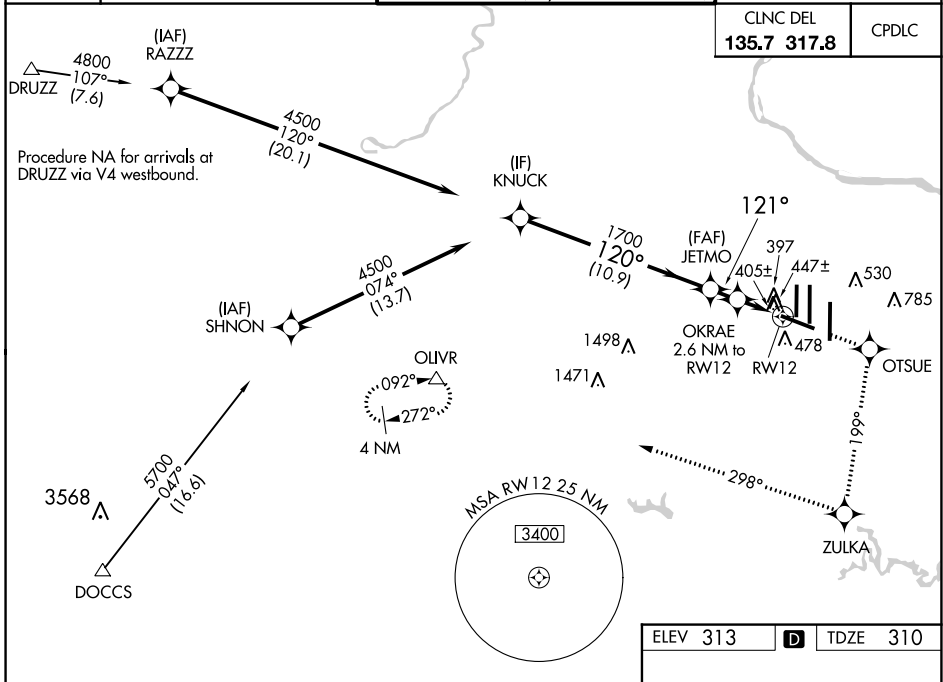 CLNC DEL
135.7 317.8
CPDLC
(IAF)
RAZZZ
DRUZZ
4800
107°
(7.6)
4500
120°
(20.1)
Procedure NA for arrivals at
DRUZZ via V4 westbound.
(IF)
KNUCK
1700
120°
(10.9)
121°
(FAF)
JETMO
397
405±
447±
530
785
4500
074°
(13.7)
(IAF)
SHNON
OKRAE
2.6 NM to
RW12
RW12
478
OTSUE
1498
1471
OLIVR
092°
272°
4 NM
199°
298°
ZULKA
5700
047°
(16.6)
3568
DOCCS
MSA RW12 25 NM
3400
ELEV 313
D
TDZE 310